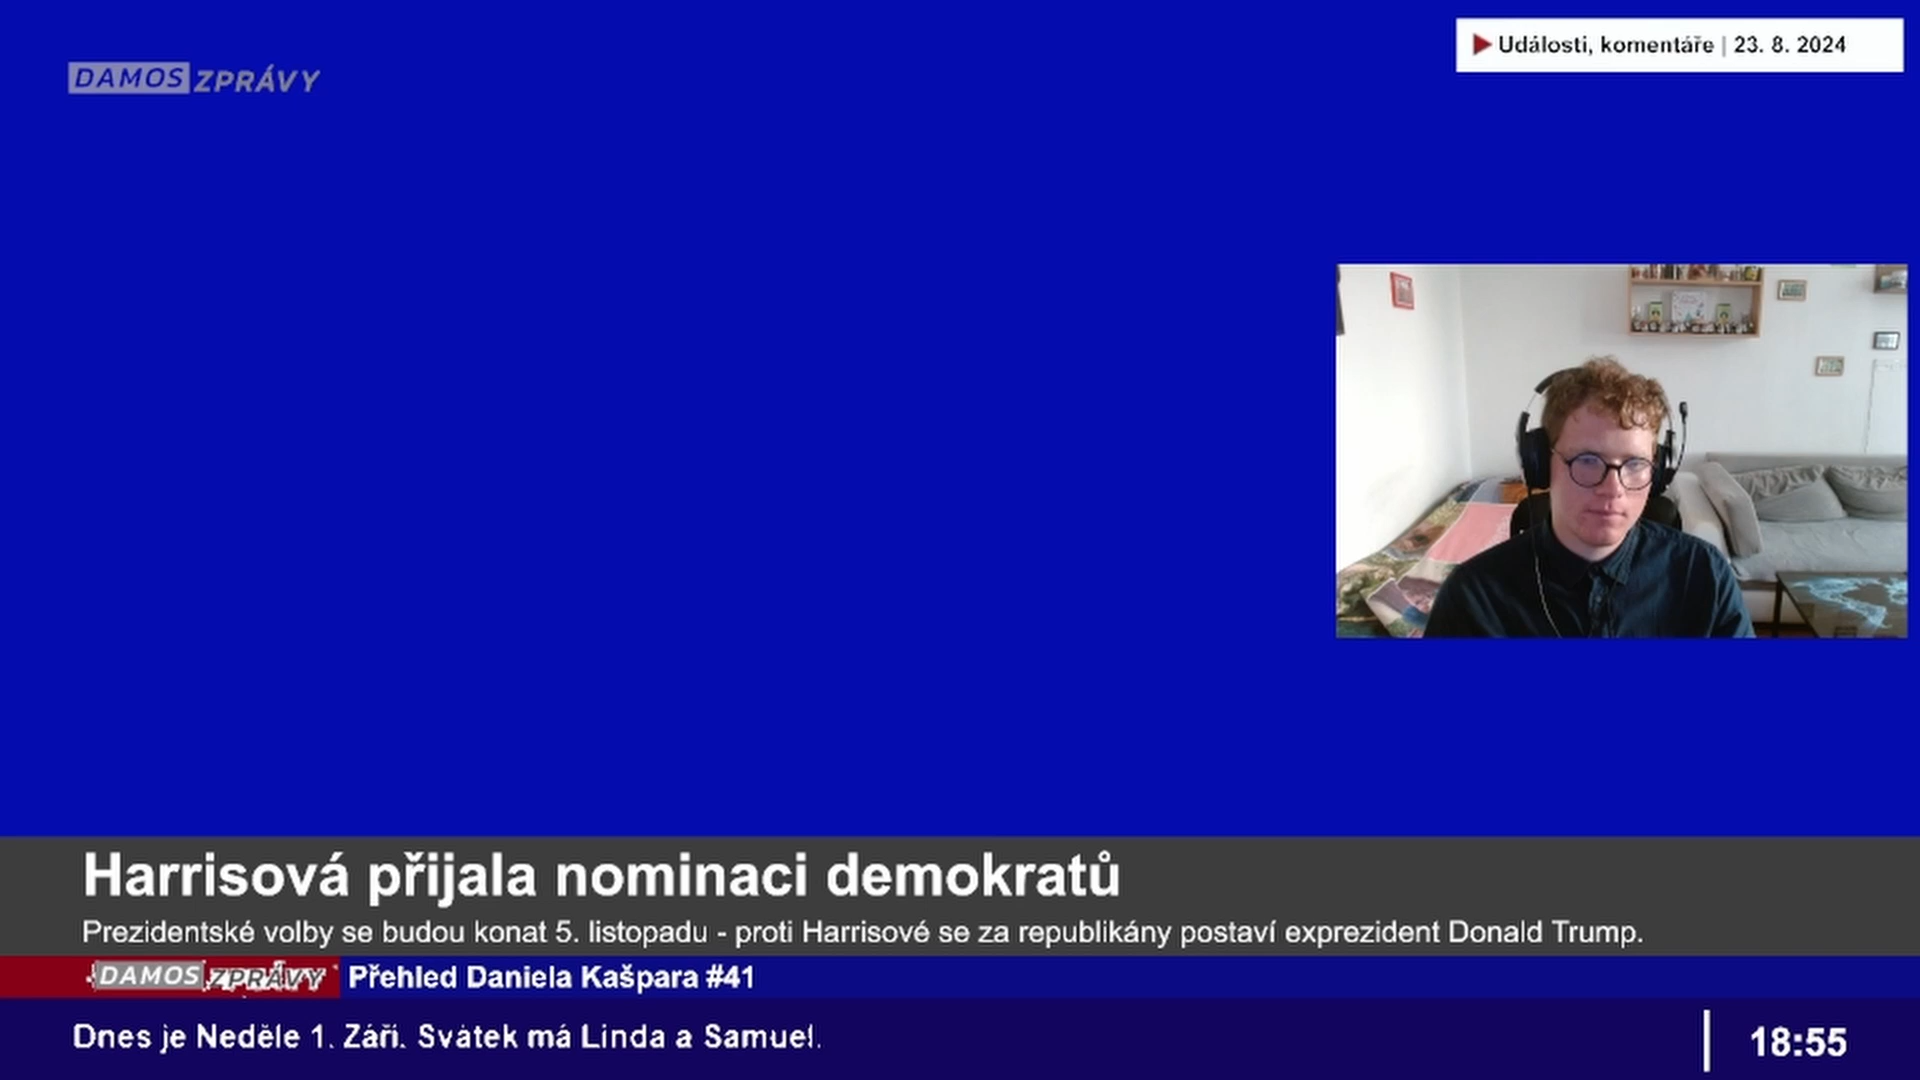 DAMOS ZPRÁVY
Události, komentáře | 23. 8. 2024
Harrisová přijala nominaci demokratů
Prezidentské volby se budou konat 5. listopadu - proti Harrisové se za republikány postaví exprezident Donald Trump.
DAMOS ZPRÁVY Přehled Daniela Kašpara #41
Dnes je Neděle 1. Září. Svátek má Linda a Samuel.
18:55